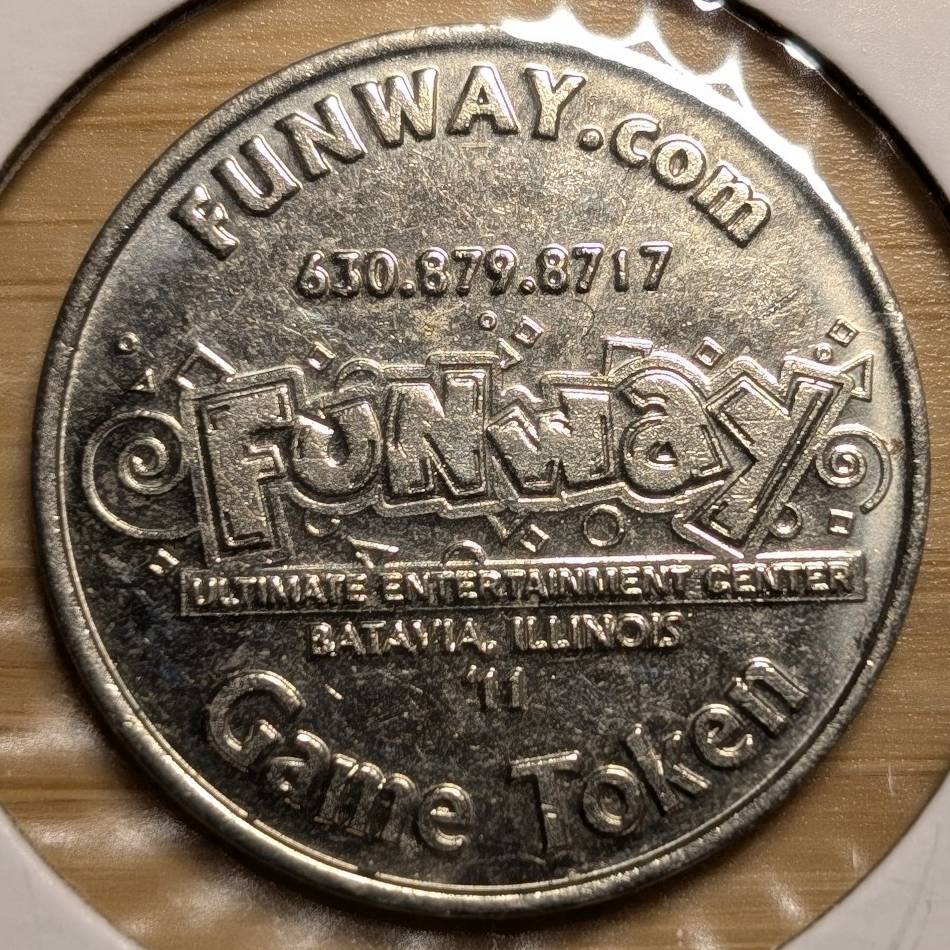 FUNWAY.com
630.879.8717
FUNWAY
ULTIMATE ENTERTAINMENT CENTER
BATAVIA, ILLINOIS
'11
Game Token